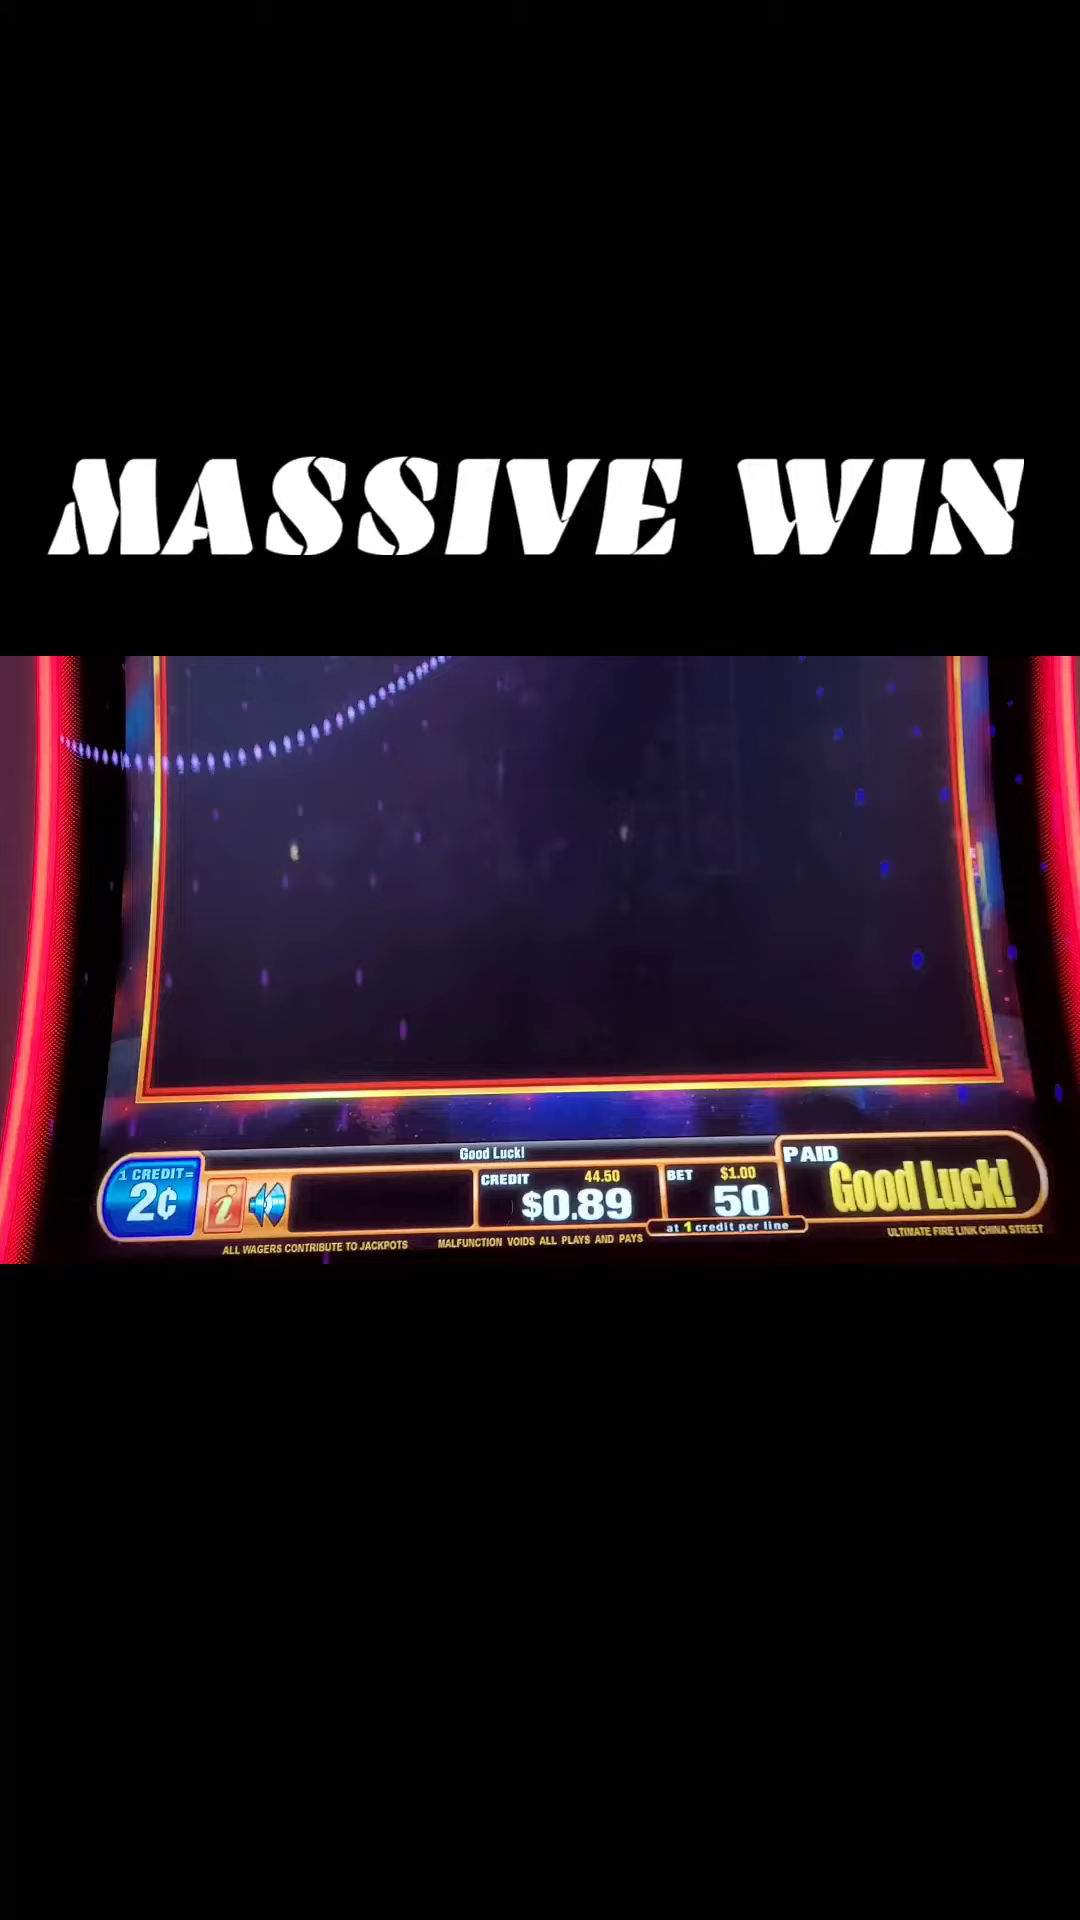 MASSIVE WIN
Good Luck!
1 CREDIT=
2¢
i
CREDIT 44.50
$0.89
BET $1.00
50
at 1 credit per line
PAID
Good Luck!
ALL WAGERS CONTRIBUTE TO JACKPOTS
MALFUNCTION VOIDS ALL PLAYS AND PAYS
ULTIMATE FIRE LINK CHINA STREET